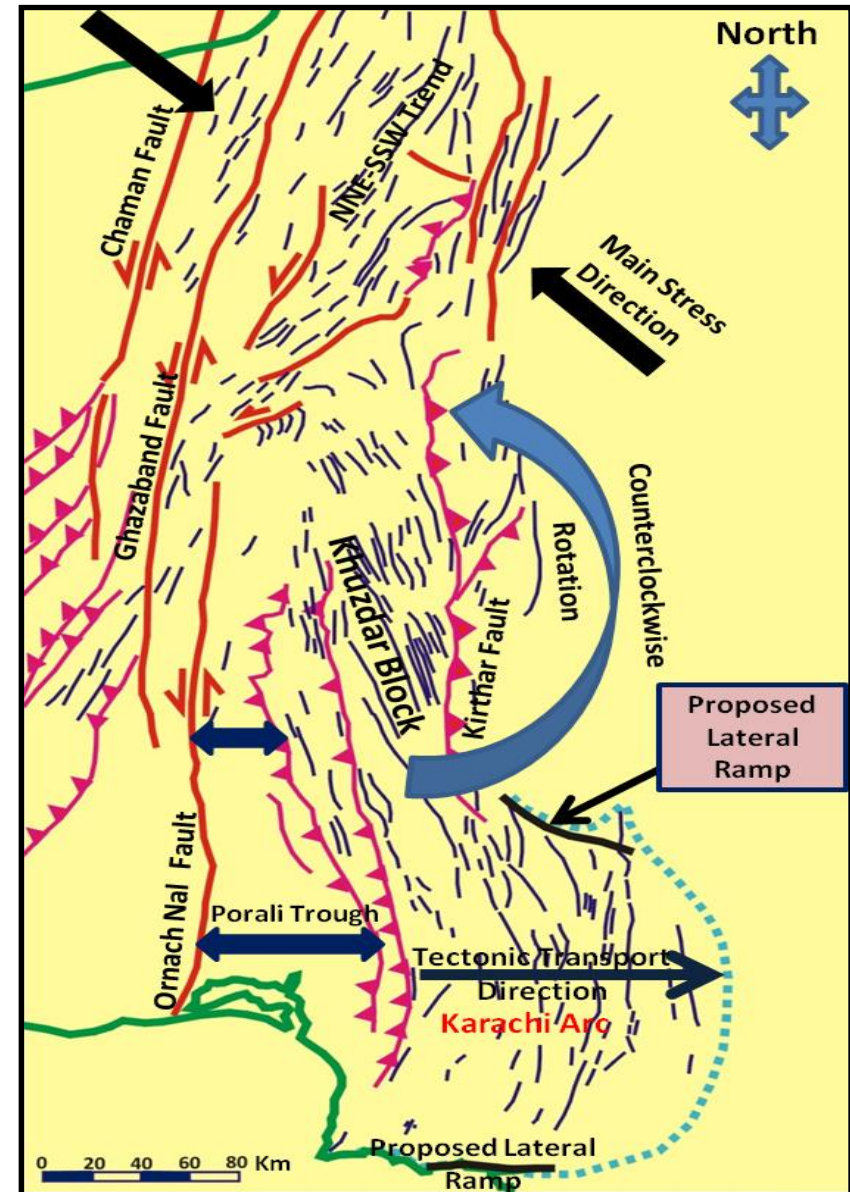 North
Chaman Fault
NNE-SSW Trend
Main Stress
Direction
Ghazaband Fault
Counterclockwise
Rotation
Khuzdar Block
Kirthar Fault
Proposed
Lateral
Ramp
Ornach Nal Fault
Porali Trough
Tectonic Transport
Direction
Karachi Arc
Proposed Lateral
Ramp
0 20 40 60 80 Km